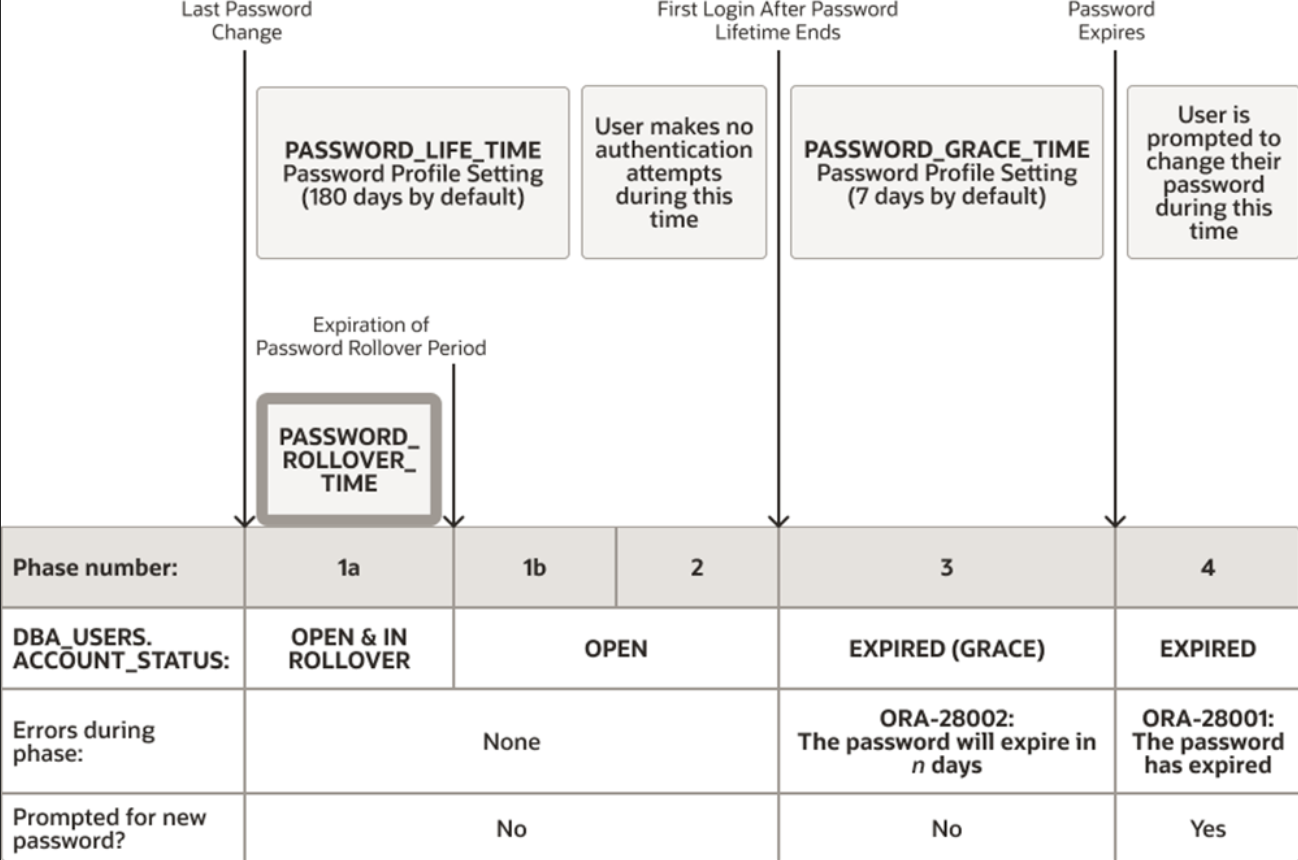 Last Password
Change
First Login After Password
Lifetime Ends
Password
Expires
PASSWORD_LIFE_TIME
Password Profile Setting
(180 days by default)
User makes no
authentication
attempts
during this
time
PASSWORD_GRACE_TIME
Password Profile Setting
(7 days by default)
User is
prompted to
change their
password
during this
time
Expiration of
Password Rollover Period
PASSWORD_
ROLLOVER_
TIME
Phase number:
1a
1b
2
3
4
DBA_USERS.
ACCOUNT_STATUS:
OPEN & IN
ROLLOVER
OPEN
EXPIRED (GRACE)
EXPIRED
Errors during
phase:
None
ORA-28002:
The password will expire in
n days
ORA-28001:
The password
has expired
Prompted for new
password?
No
No
Yes